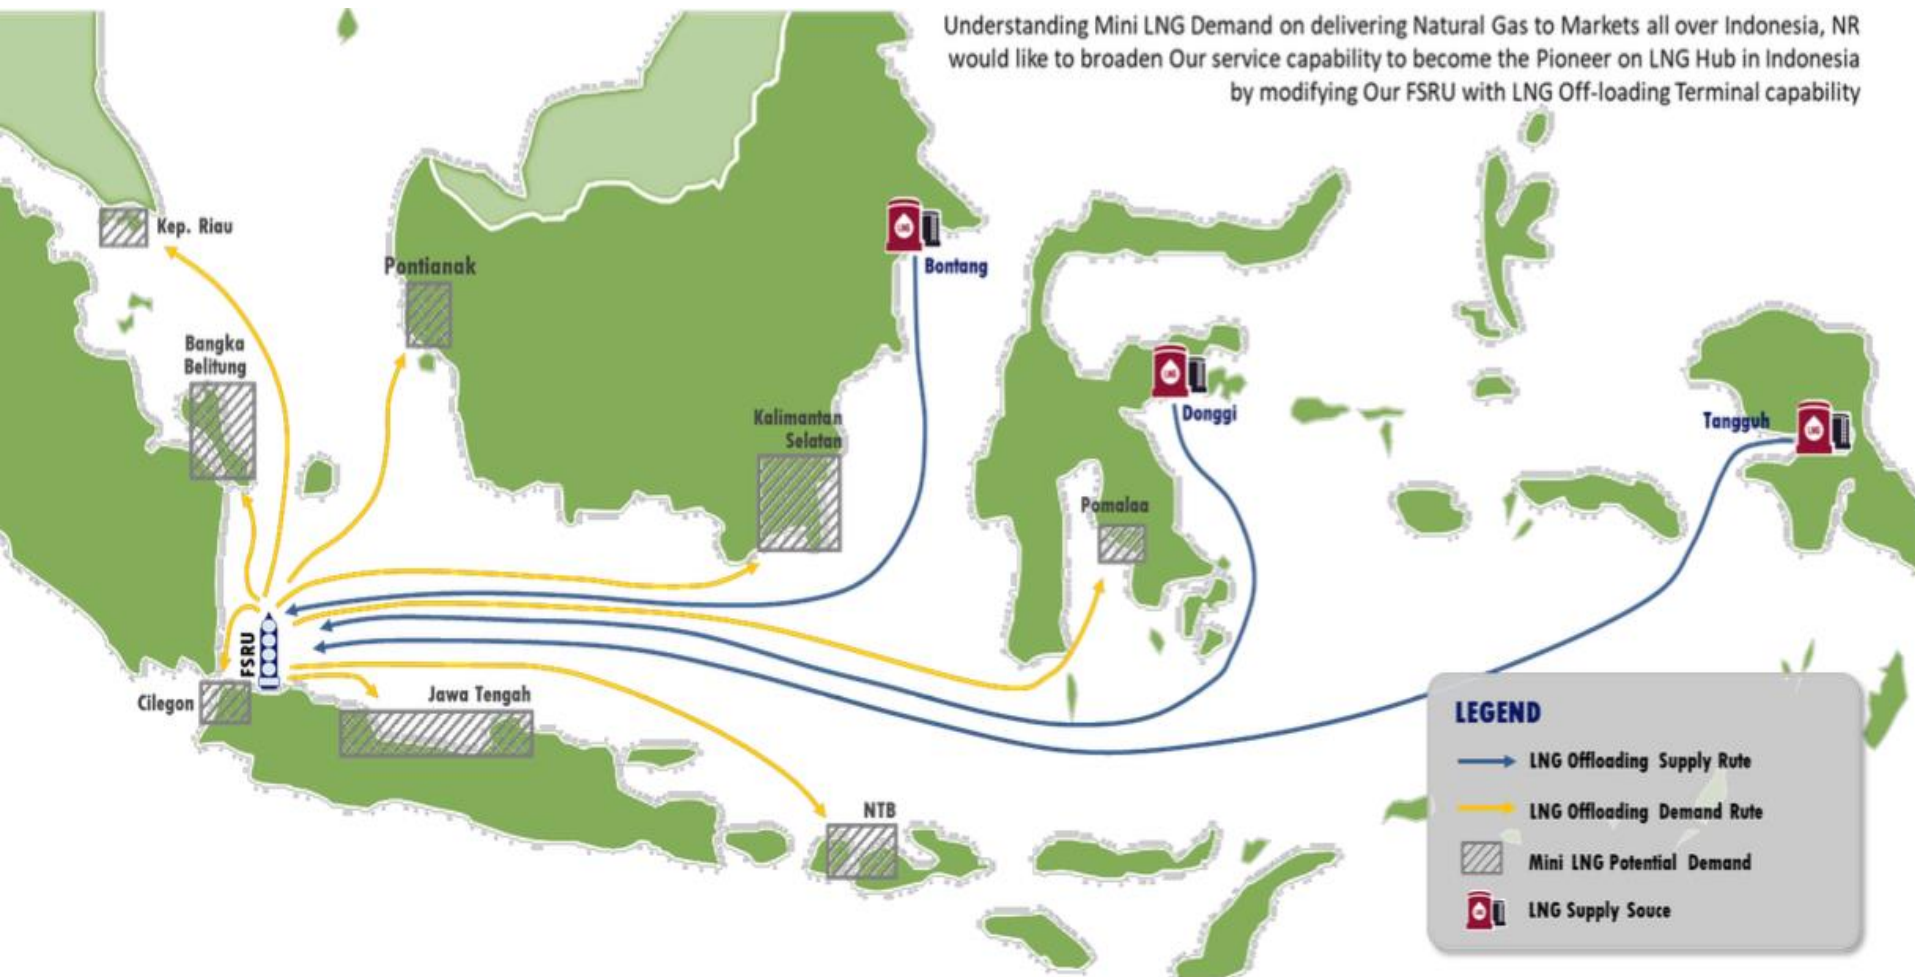 Understanding Mini LNG Demand on delivering Natural Gas to Markets all over Indonesia, NR
would like to broaden Our service capability to become the Pioneer on LNG Hub in Indonesia
by modifying Our FSRU with LNG Off-loading Terminal capability
Kep. Riau
Pontianak
LNG
Bontang
Bangka
Belitung
Kalimantan
Selatan
LNG
Donggi
Tangguh
LNG
Pomalaa
FSRU
Cilegon
Jawa Tengah
NTB
LEGEND
LNG Offloading Supply Rute
LNG Offloading Demand Rute
Mini LNG Potential Demand
LNG Supply Souce